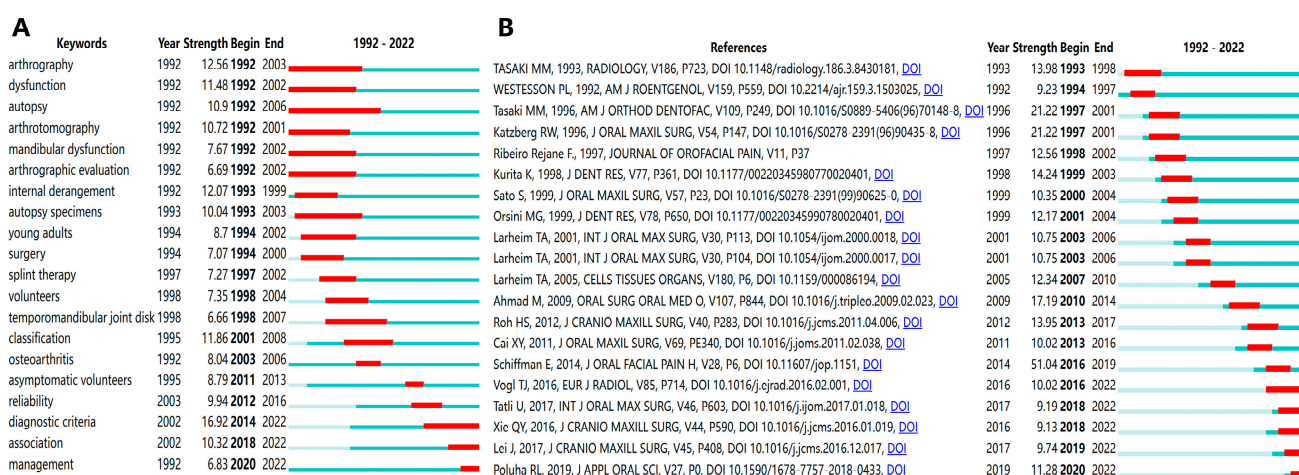 A
Keywords Year Strength Begin End 1992 - 2022
arthrography 1992 12.56 1992 2003
dysfunction 1992 11.48 1992 2002
autopsy 1992 10.9 1992 2006
arthrotomography 1992 10.72 1992 2001
mandibular dysfunction 1992 7.67 1992 2002
arthrographic evaluation 1992 6.69 1992 2002
internal derangement 1992 12.07 1993 1999
autopsy specimens 1993 10.04 1993 2003
young adults 1994 8.7 1994 2002
surgery 1994 7.07 1994 2000
splint therapy 1997 7.27 1997 2002
volunteers 1998 7.35 1998 2004
temporomandibular joint disk 1998 6.66 1998 2007
classification 1995 11.86 2001 2008
osteoarthritis 1992 8.04 2003 2006
asymptomatic volunteers 1995 8.79 2011 2013
reliability 2003 9.94 2012 2016
diagnostic criteria 2002 16.92 2014 2022
association 2002 10.32 2018 2022
management 1992 6.83 2020 2022
B
References Year Strength Begin End 1992 - 2022
TASAKI MM, 1993, RADIOLOGY, V186, P723, DOI 10.1148/radiology.186.3.8430181, DOI 1993 13.98 1993 1998
WESTESSON PL, 1992, AM J ROENTGENOL, V159, P559, DOI 10.2214/ajr.159.3.1503025, DOI 1992 9.23 1994 1997
Tasaki MM, 1996, AM J ORTHOD DENTOFAC, V109, P249, DOI 10.1016/S0889-5406(96)70148-8, DOI 1996 21.22 1997 2001
Katzberg RW, 1996, J ORAL MAXIL SURG, V54, P147, DOI 10.1016/S0278-2391(96)90435-8, DOI 1996 21.22 1997 2001
Ribeiro Rejane F., 1997, JOURNAL OF OROFACIAL PAIN, V11, P37 1997 12.56 1998 2002
Kurita K, 1998, J DENT RES, V77, P361, DOI 10.1177/00220345980770020401, DOI 1998 14.24 1999 2003
Sato S, 1999, J ORAL MAXIL SURG, V57, P23, DOI 10.1016/S0278-2391(99)90625-0, DOI 1999 10.35 2000 2004
Orsini MG, 1999, J DENT RES, V78, P650, DOI 10.1177/00220345990780020401, DOI 1999 12.17 2001 2004
Larheim TA, 2001, INT J ORAL MAX SURG, V30, P113, DOI 10.1054/ijom.2000.0018, DOI 2001 10.75 2003 2006
Larheim TA, 2001, INT J ORAL MAX SURG, V30, P104, DOI 10.1054/ijom.2000.0017, DOI 2001 10.75 2003 2006
Larheim TA, 2005, CELLS TISSUES ORGANS, V180, P6, DOI 10.1159/000086194, DOI 2005 12.34 2007 2010
Ahmad M, 2009, ORAL SURG ORAL MED O, V107, P844, DOI 10.1016/j.tripleo.2009.02.023, DOI 2009 17.19 2010 2014
Roh HS, 2012, J CRANIO MAXILL SURG, V40, P283, DOI 10.1016/j.jcms.2011.04.006, DOI 2012 13.95 2013 2017
Cai XY, 2011, J ORAL MAXIL SURG, V69, PE340, DOI 10.1016/j.joms.2011.02.038, DOI 2011 10.02 2013 2016
Schiffman E, 2014, J ORAL FACIAL PAIN H, V28, P6, DOI 10.11607/jop.1151, DOI 2014 51.04 2016 2019
Vogl TJ, 2016, EUR J RADIOL, V85, P714, DOI 10.1016/j.ejrad.2016.02.001, DOI 2016 10.02 2016 2022
Tatli U, 2017, INT J ORAL MAX SURG, V46, P603, DOI 10.1016/j.ijom.2017.01.018, DOI 2017 9.19 2018 2022
Xie QY, 2016, J CRANIO MAXILL SURG, V44, P590, DOI 10.1016/j.jcms.2016.01.019, DOI 2016 9.13 2018 2022
Lei J, 2017, J CRANIO MAXILL SURG, V45, P408, DOI 10.1016/j.jcms.2016.12.017, DOI 2017 9.74 2019 2022
Poluha RL, 2019, J APPL ORAL SCI, V27, P0, DOI 10.1590/1678-7757-2018-0433, DOI 2019 11.28 2020 2022